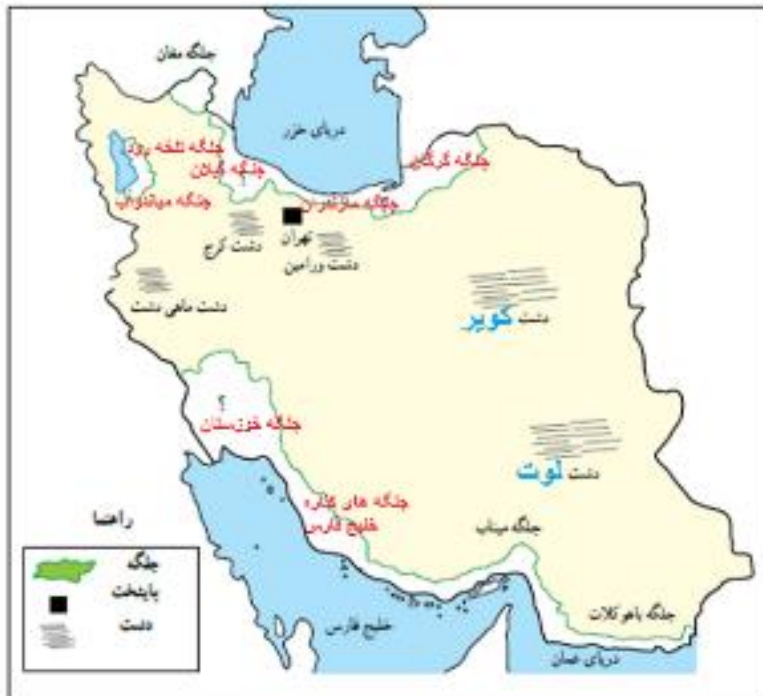 جلگه مغان
دریای خزر
جلگه تلخه رود
جلگه گیلان
جلگه گرگان
جلگه میاندوآب
جلگه مازندران
تهران
دشت کرج
دشت ورامین
دشت ماهی دشت
دشت کویر
؟
جلگه خوزستان
دشت لوت
جلگه های کناره
خلیج فارس
جلگه میناب
راهنما
جلگه
پایتخت
دشت
خلیج فارس
جلگه باهوکلات
دریای عمان